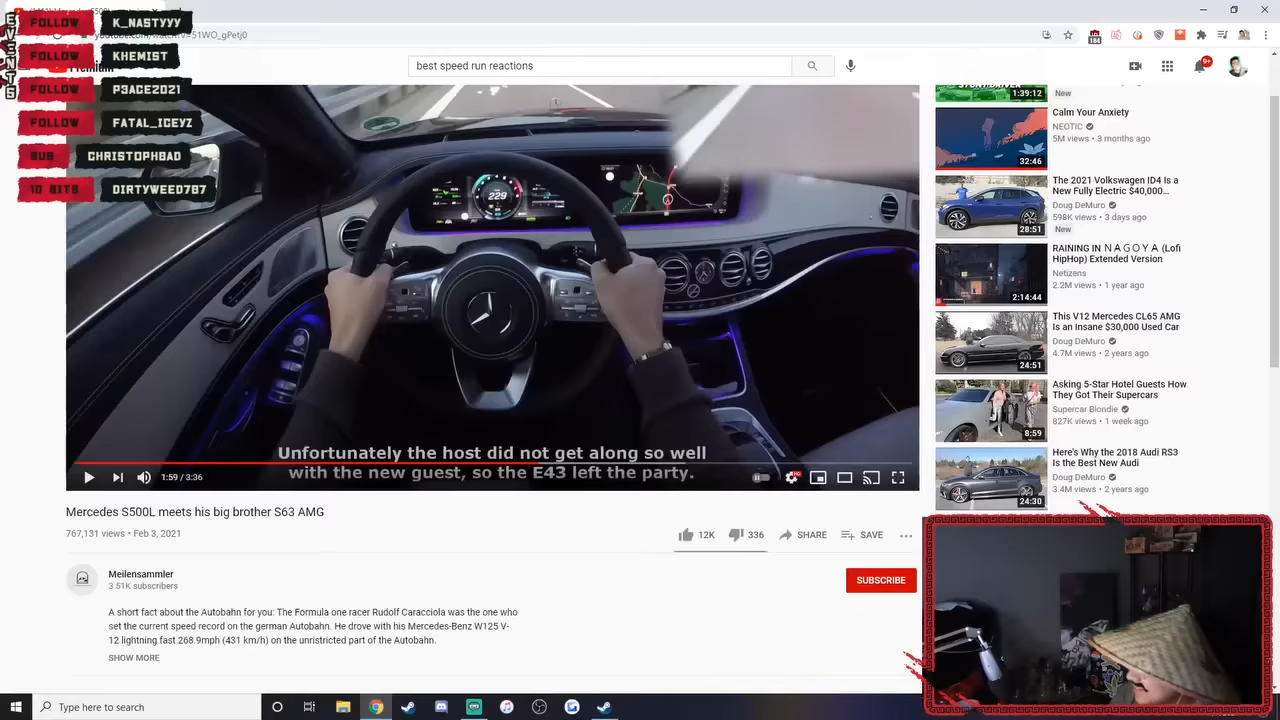 EVENTS
FOLLOW K_NASTYYY
FOLLOW KHEMIST
FOLLOW P3ACE2021
FOLLOW FATAL_ICEYZ
SUB CHRISTOPHBAD
10 BITS DIRTYWEED787
Premium
best speed run reactions
184
9+
229
Unfortunately the host did not get along so well
with the new guest, so the E43 left the party.
1:59 / 3:36
Mercedes S500L meets his big brother S63 AMG
767,131 views • Feb 3, 2021
12K
336
SHARE
SAVE
Meilensammler
3.51K subscribers
SUBSCRIBE
A short fact about the Autobahn for you: The Formula one racer Rudolf Caracciola was the one who
set the current speed record on the german Autobahn. He drove with his Mercedes-Benz W125 V-
12 lightning fast 268.9mph (431 km/h) on the unristricted part of the Autobahn.
SHOW MORE
1:39:12
New
Calm Your Anxiety
NEOTIC
5M views • 3 months ago
32:46
The 2021 Volkswagen ID4 Is a
New Fully Electric $40,000…
Doug DeMuro
598K views • 3 days ago
New
28:51
RAINING IN N A G O Y A (Lofi
HipHop) Extended Version
Netizens
2.2M views • 1 year ago
2:14:44
This V12 Mercedes CL65 AMG
Is an Insane $30,000 Used Car
Doug DeMuro
4.7M views • 2 years ago
24:51
Asking 5-Star Hotel Guests How
They Got Their Supercars
Supercar Blondie
827K views • 1 week ago
8:59
Here's Why the 2018 Audi RS3
Is the Best New Audi
Doug DeMuro
3.4M views • 2 years ago
24:30
Type here to search